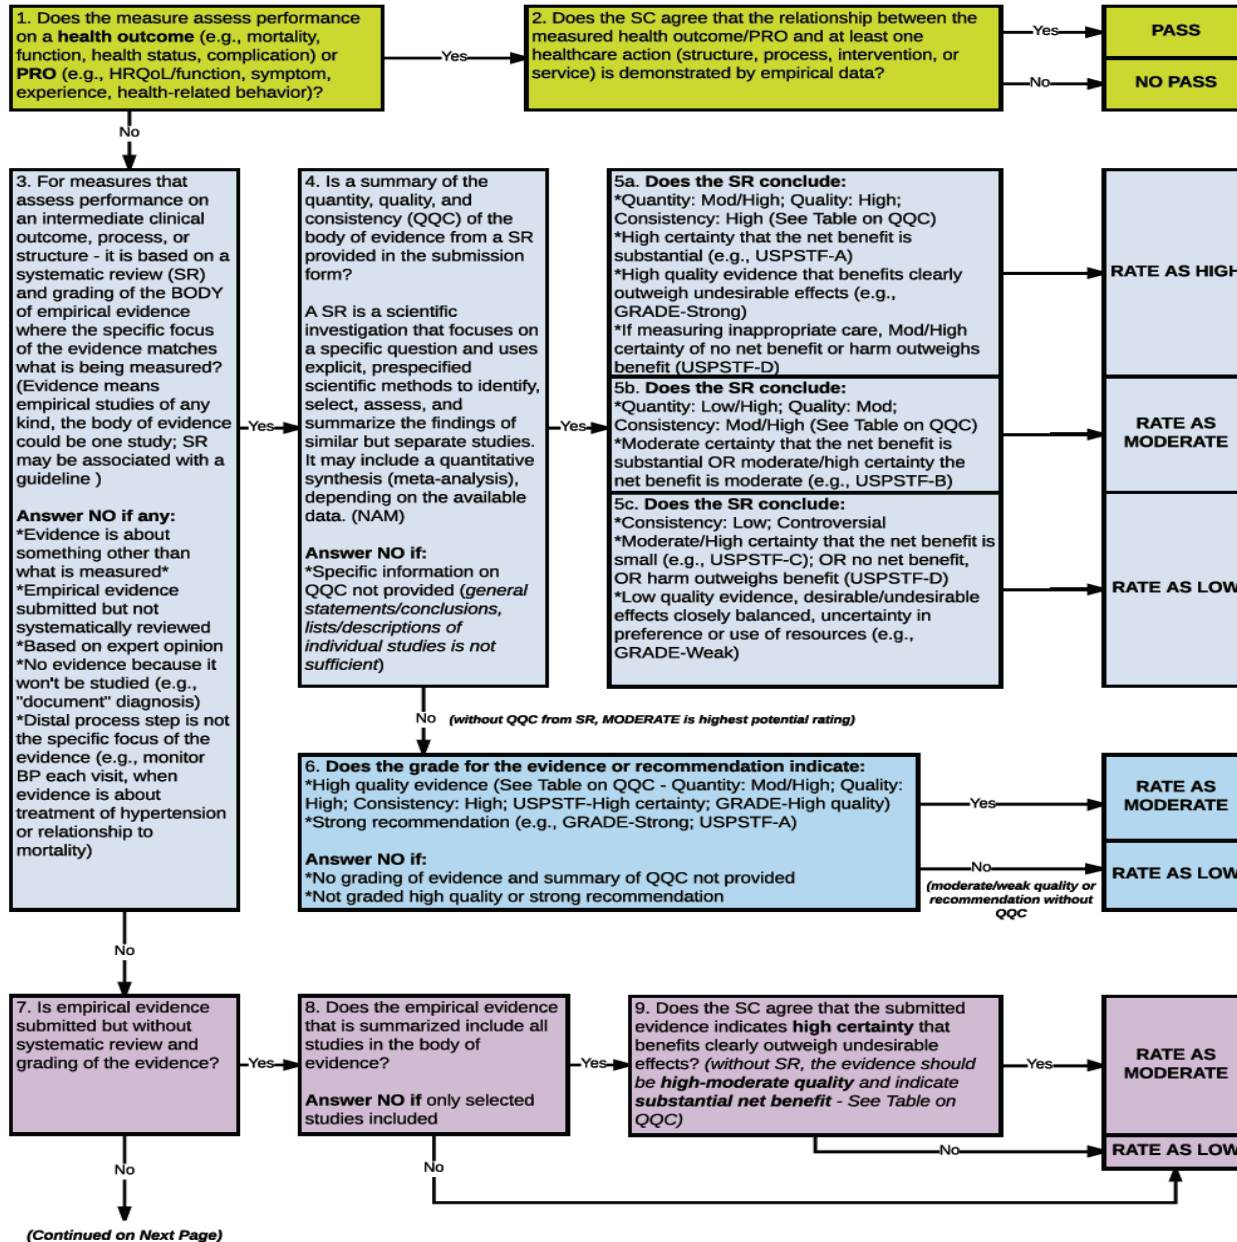 1. Does the measure assess performance
on a health outcome (e.g., mortality,
function, health status, complication) or
PRO (e.g., HRQoL/function, symptom,
experience, health-related behavior)?
Yes
2. Does the SC agree that the relationship between the
measured health outcome/PRO and at least one
healthcare action (structure, process, intervention, or
service) is demonstrated by empirical data?
Yes
PASS
No
NO PASS
No
3. For measures that
assess performance on
an intermediate clinical
outcome, process, or
structure - it is based on a
systematic review (SR)
and grading of the BODY
of empirical evidence
where the specific focus
of the evidence matches
what is being measured?
(Evidence means
empirical studies of any
kind, the body of evidence
could be one study; SR
may be associated with a
guideline )
Answer NO if any:
*Evidence is about
something other than
what is measured*
*Empirical evidence
submitted but not
systematically reviewed
*Based on expert opinion
*No evidence because it
won't be studied (e.g.,
"document" diagnosis)
*Distal process step is not
the specific focus of the
evidence (e.g., monitor
BP each visit, when
evidence is about
treatment of hypertension
or relationship to
mortality)
Yes
4. Is a summary of the
quantity, quality, and
consistency (QQC) of the
body of evidence from a SR
provided in the submission
form?
A SR is a scientific
investigation that focuses on
a specific question and uses
explicit, prespecified
scientific methods to identify,
select, assess, and
summarize the findings of
similar but separate studies.
It may include a quantitative
synthesis (meta-analysis),
depending on the available
data. (NAM)
Answer NO if:
*Specific information on
QQC not provided (general
statements/conclusions,
lists/descriptions of
individual studies is not
sufficient)
Yes
5a. Does the SR conclude:
*Quantity: Mod/High; Quality: High;
Consistency: High (See Table on QQC)
*High certainty that the net benefit is
substantial (e.g., USPSTF-A)
*High quality evidence that benefits clearly
outweigh undesirable effects (e.g.,
GRADE-Strong)
*If measuring inappropriate care, Mod/High
certainty of no net benefit or harm outweighs
benefit (USPSTF-D)
RATE AS HIGH
5b. Does the SR conclude:
*Quantity: Low/High; Quality: Mod;
Consistency: Mod/High (See Table on QQC)
*Moderate certainty that the net benefit is
substantial OR moderate/high certainty the
net benefit is moderate (e.g., USPSTF-B)
RATE AS
MODERATE
5c. Does the SR conclude:
*Consistency: Low; Controversial
*Moderate/High certainty that the net benefit is
small (e.g., USPSTF-C); OR no net benefit,
OR harm outweighs benefit (USPSTF-D)
*Low quality evidence, desirable/undesirable
effects closely balanced, uncertainty in
preference or use of resources (e.g.,
GRADE-Weak)
RATE AS LOW
No (without QQC from SR, MODERATE is highest potential rating)
6. Does the grade for the evidence or recommendation indicate:
*High quality evidence (See Table on QQC - Quantity: Mod/High; Quality:
High; Consistency: High; USPSTF-High certainty; GRADE-High quality)
*Strong recommendation (e.g., GRADE-Strong; USPSTF-A)
Answer NO if:
*No grading of evidence and summary of QQC not provided
*Not graded high quality or strong recommendation
Yes
RATE AS
MODERATE
No
(moderate/weak quality or
recommendation without
QQC
RATE AS LOW
No
7. Is empirical evidence
submitted but without
systematic review and
grading of the evidence?
Yes
8. Does the empirical evidence
that is summarized include all
studies in the body of
evidence?
Answer NO if only selected
studies included
Yes
9. Does the SC agree that the submitted
evidence indicates high certainty that
benefits clearly outweigh undesirable
effects? (without SR, the evidence should
be high-moderate quality and indicate
substantial net benefit - See Table on
QQC)
Yes
RATE AS
MODERATE
No
RATE AS LOW
No
No
(Continued on Next Page)